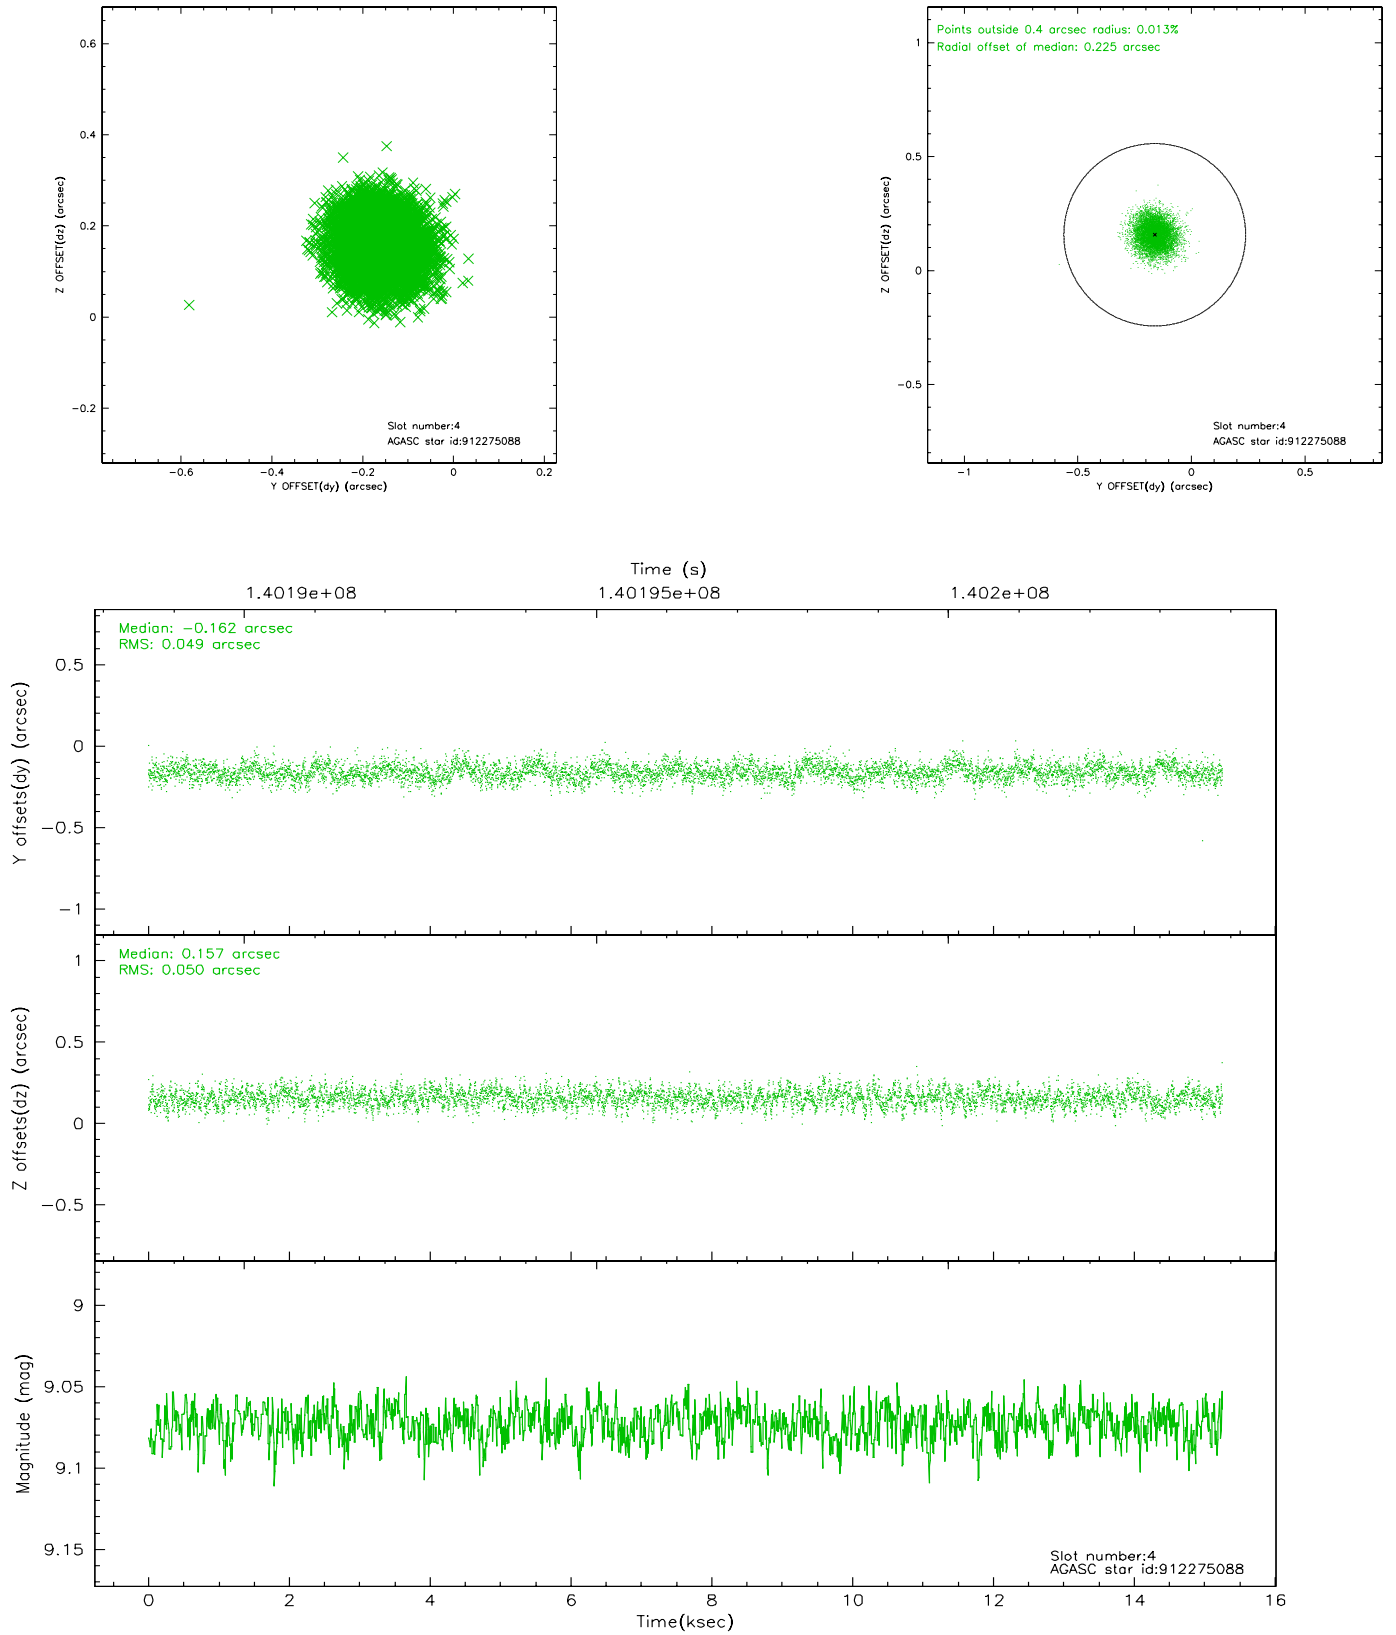 0.6
0.4
0.2
0
−0.2
−0.6
−0.4
−0.2
0
0.2
Z OFFSET(dz) (arcsec)
Y OFFSET(dy) (arcsec)
Slot number:4
AGASC star id:912275088
Points outside 0.4 arcsec radius: 0.013%
Radial offset of median: 0.225 arcsec
1
0.5
0
−0.5
−1
−0.5
0
0.5
Z OFFSET(dz) (arcsec)
Y OFFSET(dy) (arcsec)
Slot number:4
AGASC star id:912275088
Time (s)
1.4019e+08
1.40195e+08
1.402e+08
Median: −0.162 arcsec
RMS: 0.049 arcsec
0.5
0
−0.5
−1
Y offsets(dy) (arcsec)
Median: 0.157 arcsec
RMS: 0.050 arcsec
1
0.5
0
−0.5
Z offsets(dz) (arcsec)
9
9.05
9.1
9.15
Magnitude (mag)
Slot number:4
AGASC star id:912275088
0
2
4
6
8
10
12
14
16
Time(ksec)